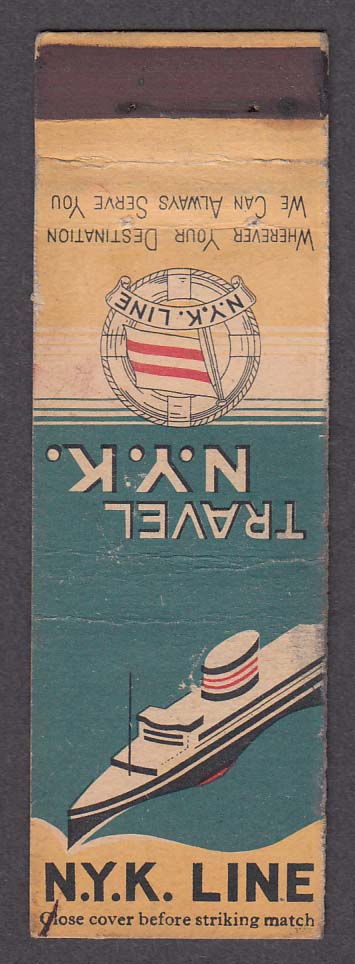 N.Y.K. LINE
Close cover before striking match
TRAVEL
N.Y.K.
N.Y.K. LINE
WHEREVER YOUR DESTINATION
WE CAN ALWAYS SERVE YOU